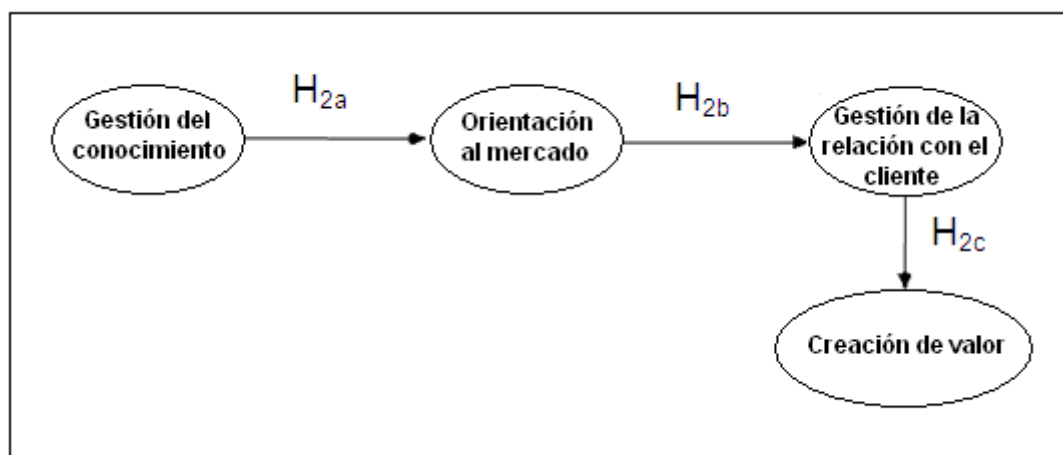 H2a
Gestión del
conocimiento
Orientación
al mercado
H2b
Gestión de la
relación con el
cliente
H2c
Creación de valor